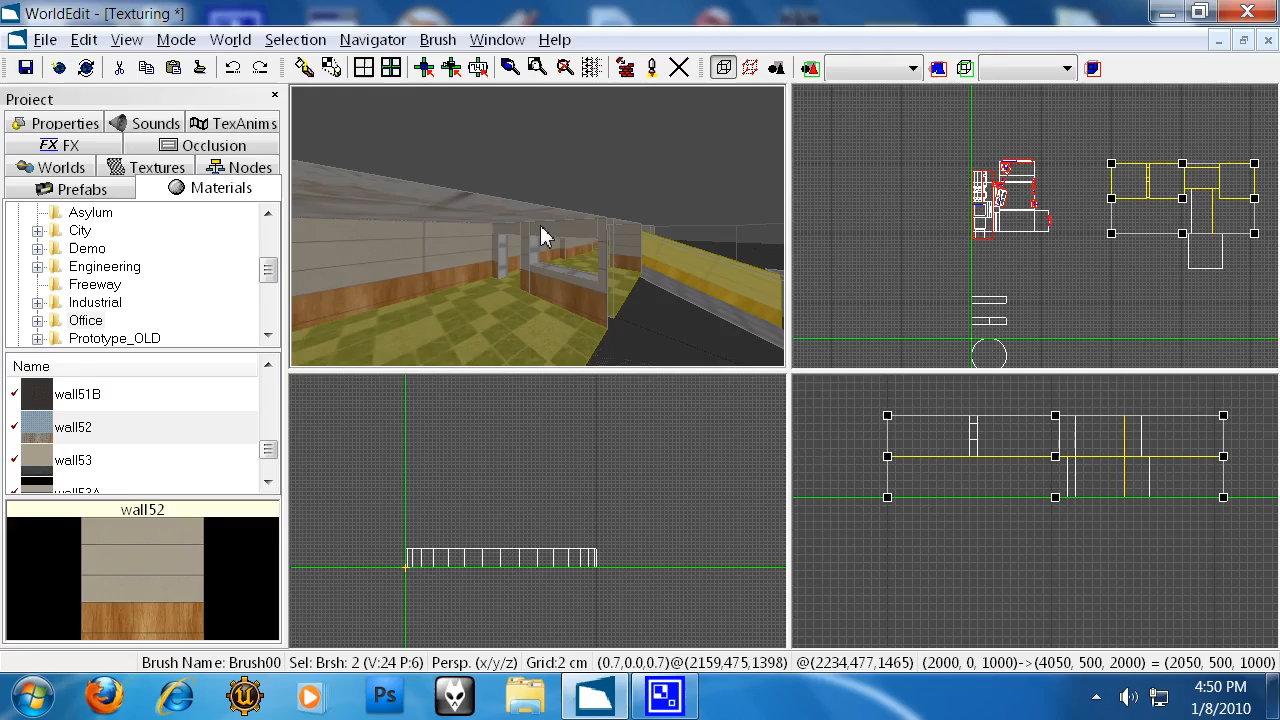 WorldEdit - [Texturing *]
File Edit View Mode World Selection Navigator Brush Window Help
Project
Properties Sounds TexAnims
FX FX Occlusion
Worlds Textures Nodes
Prefabs Materials
Asylum
City
Demo
Engineering
Freeway
Industrial
Office
Prototype_OLD
Name
wall51B
wall52
wall53
wall53A
wall52
Brush Name: Brush00 Sel: Brsh: 2 (V:24 P:6) Persp. (x/y/z) Grid:2 cm (0.7,0.0,0.7)@(2159,475,1398) @(2234,477,1465) (2000, 0, 1000)->(4050, 500, 2000) = (2050, 500, 1000)
Ps
4:50 PM
1/8/2010